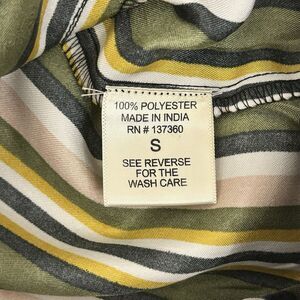 100% POLYESTER
MADE IN INDIA
RN # 137360
S
SEE REVERSE
FOR THE
WASH CARE